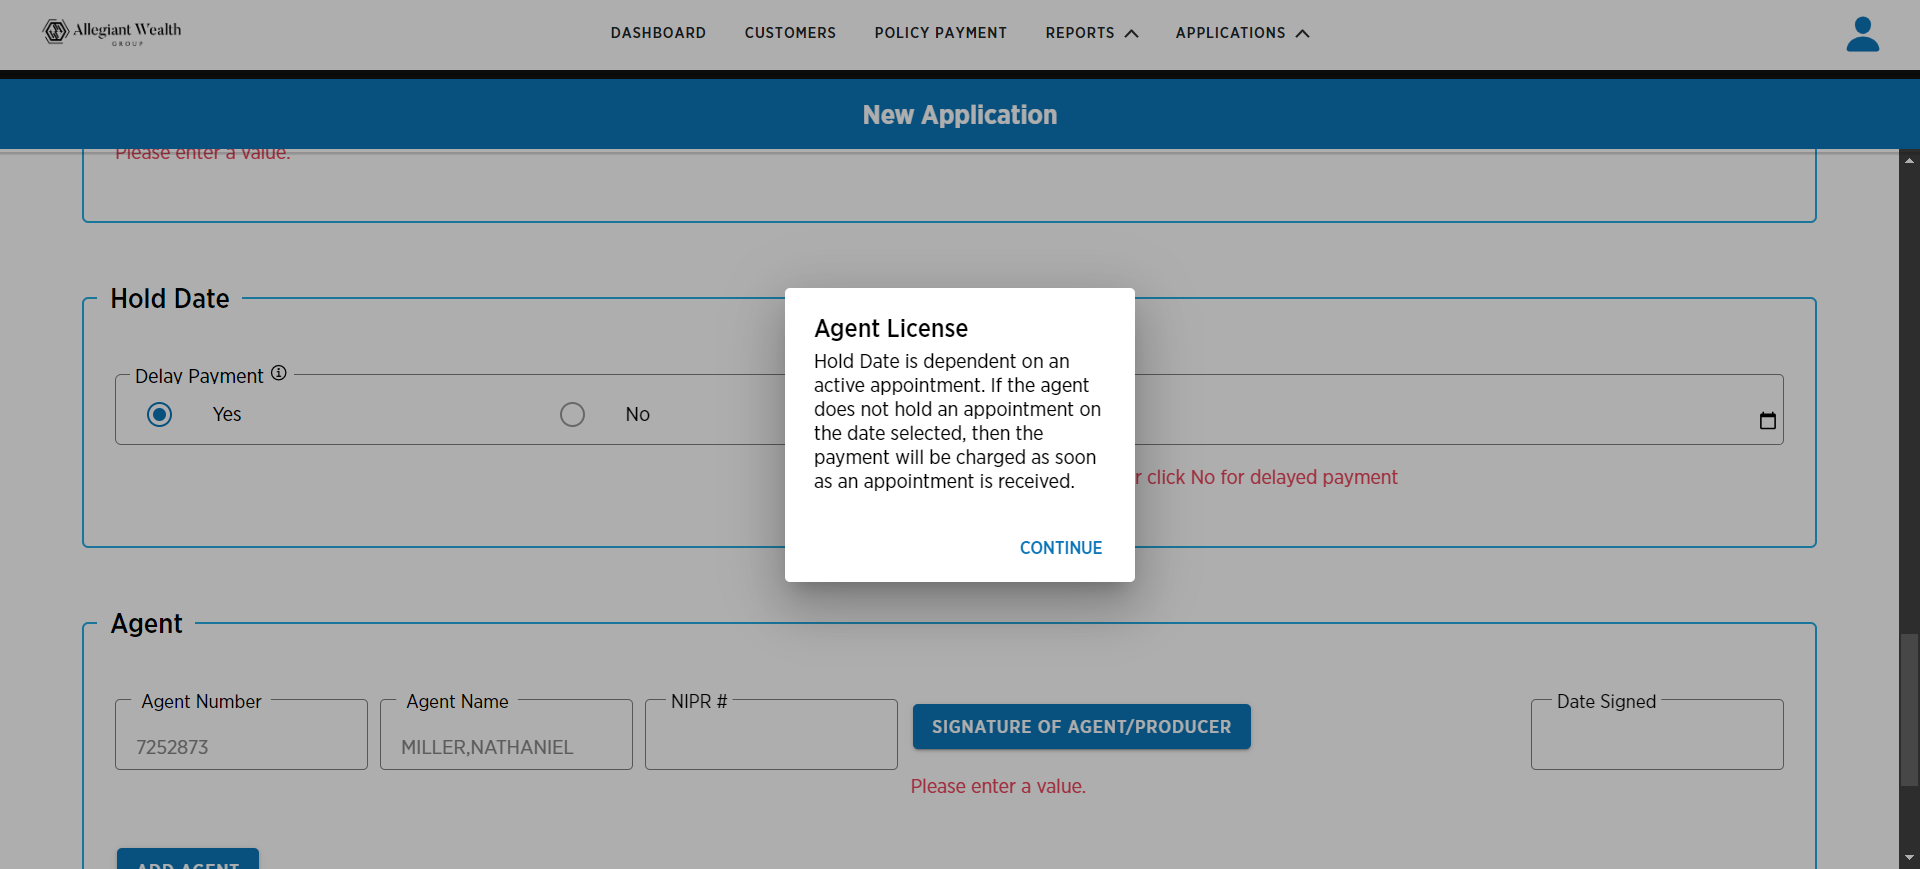 Allegiant Wealth
GROUP
DASHBOARD
CUSTOMERS
POLICY PAYMENT
REPORTS
APPLICATIONS
New Application
Please enter a value.
Hold Date
Delay Payment
Yes
No
r click No for delayed payment
Agent License
Hold Date is dependent on an
active appointment. If the agent
does not hold an appointment on
the date selected, then the
payment will be charged as soon
as an appointment is received.
CONTINUE
Agent
Agent Number
7252873
Agent Name
MILLER,NATHANIEL
NIPR #
SIGNATURE OF AGENT/PRODUCER
Please enter a value.
Date Signed
ADD AGENT